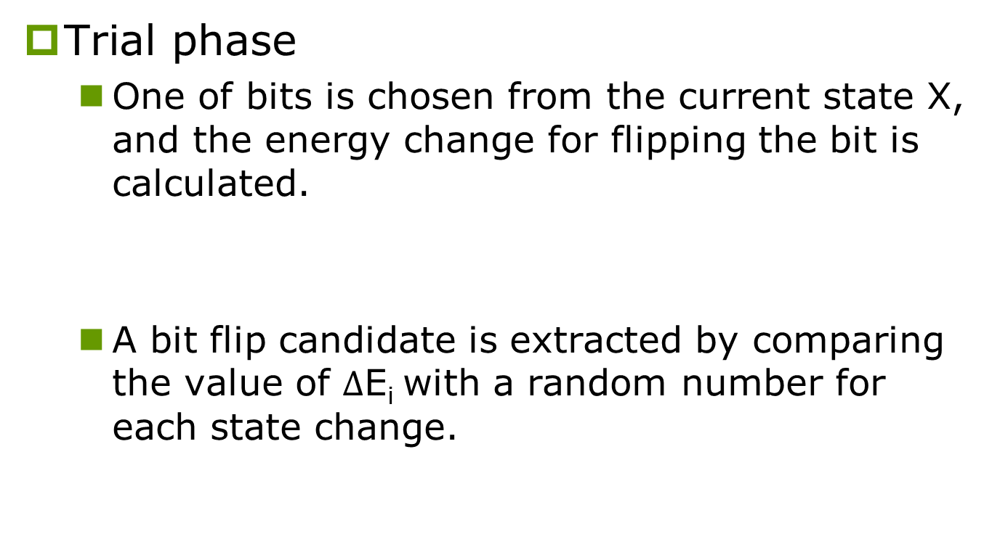 Trial phase
One of bits is chosen from the current state X,
and the energy change for flipping the bit is
calculated.
A bit flip candidate is extracted by comparing
the value of ΔEᵢ with a random number for
each state change.